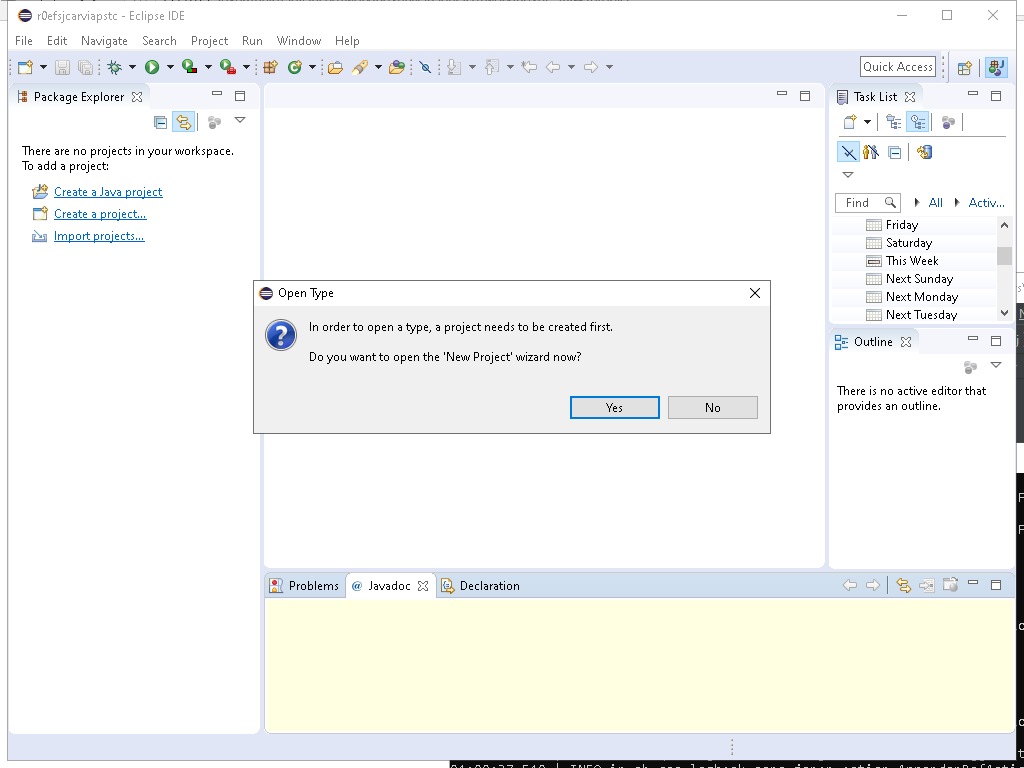 r0efsjcarviapstc - Eclipse IDE
File Edit Navigate Search Project Run Window Help
Quick Access
Package Explorer
There are no projects in your workspace.
To add a project:
Create a Java project
Create a project...
Import projects...
Task List
Find All Activ...
Friday
Saturday
This Week
Next Sunday
Next Monday
Next Tuesday
Open Type
In order to open a type, a project needs to be created first.
Do you want to open the 'New Project' wizard now?
Yes No
Outline
There is no active editor that
provides an outline.
Problems @ Javadoc Declaration